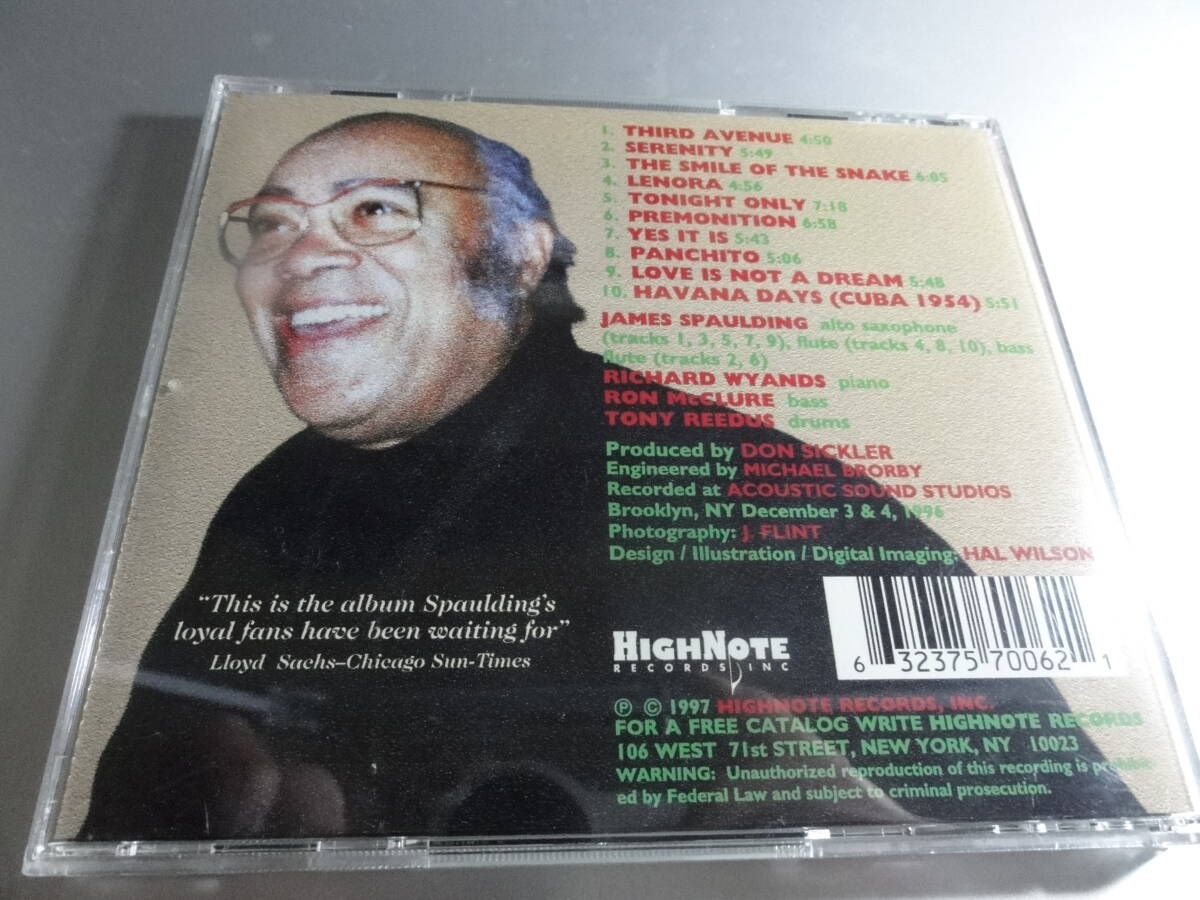 1. THIRD AVENUE 4:50
2. SERENITY 5:49
3. THE SMILE OF THE SNAKE 6:05
4. LENORA 4:56
5. TONIGHT ONLY 7:18
6. PREMONITION 6:58
7. YES IT IS 5:43
8. PANCHITO 5:06
9. LOVE IS NOT A DREAM 5:48
10. HAVANA DAYS (CUBA 1954) 5:51
JAMES SPAULDING alto saxophone
(tracks 1, 3, 5, 7, 9), flute (tracks 4, 8, 10), bass
flute (tracks 2, 6)
RICHARD WYANDS piano
RON McCLURE bass
TONY REEDUS drums
Produced by DON SICKLER
Engineered by MICHAEL BRORBY
Recorded at ACOUSTIC SOUND STUDIOS
Brooklyn, NY December 3 & 4, 1996
Photography: J. FLINT
Design / Illustration / Digital Imaging: HAL WILSON
"This is the album Spaulding's
loyal fans have been waiting for"
Lloyd Sachs–Chicago Sun-Times
HIGHNOTE
RECORDS, INC
6 32375 70062 1
℗ © 1997 HIGHNOTE RECORDS, INC.
FOR A FREE CATALOG WRITE HIGHNOTE RECORDS
106 WEST 71st STREET, NEW YORK, NY 10023
WARNING: Unauthorized reproduction of this recording is prohibit-
ed by Federal Law and subject to criminal prosecution.